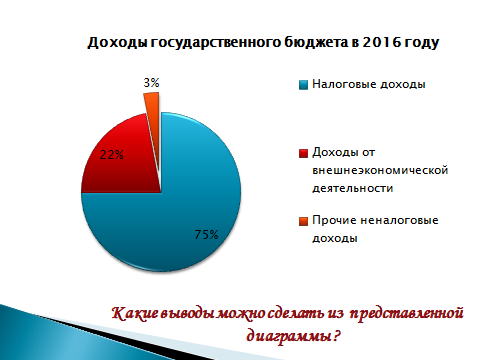 Доходы государственного бюджета в 2016 году
3%
22%
75%
Налоговые доходы
Доходы от
внешнеэкономической
деятельности
Прочие неналоговые
доходы
Какие выводы можно сделать из представленной
диаграммы?